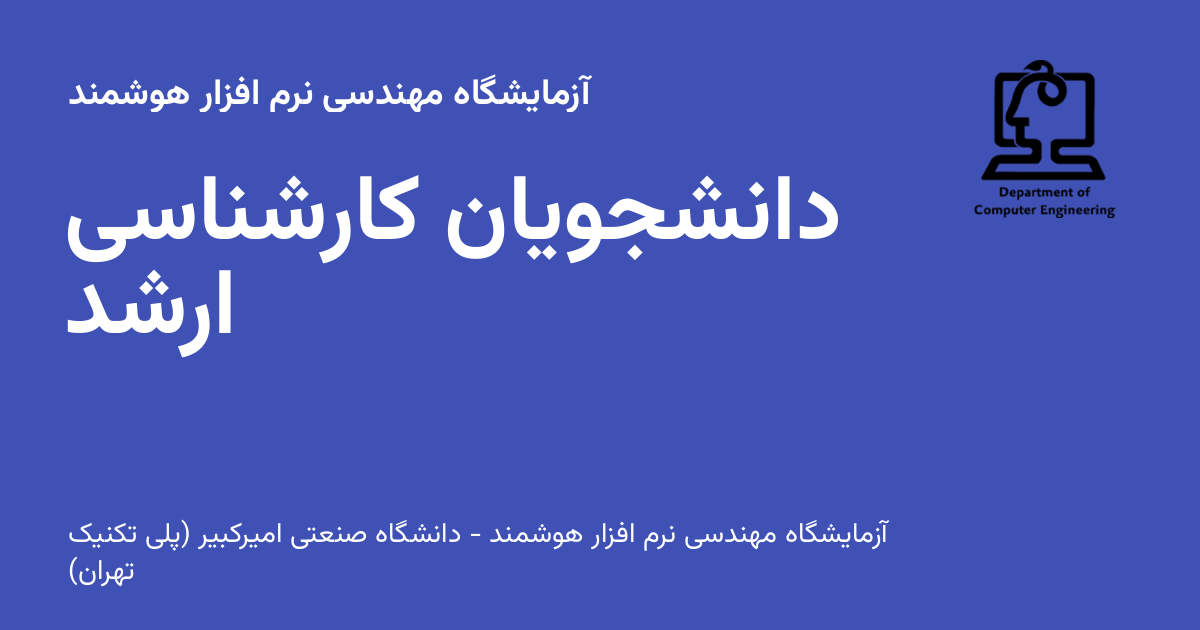 آزمایشگاه مهندسی نرم افزار هوشمند
دانشجویان کارشناسی
ارشد
Department of
Computer Engineering
آزمایشگاه مهندسی نرم افزار هوشمند - دانشگاه صنعتی امیرکبیر (پلی تکنیک
تهران)